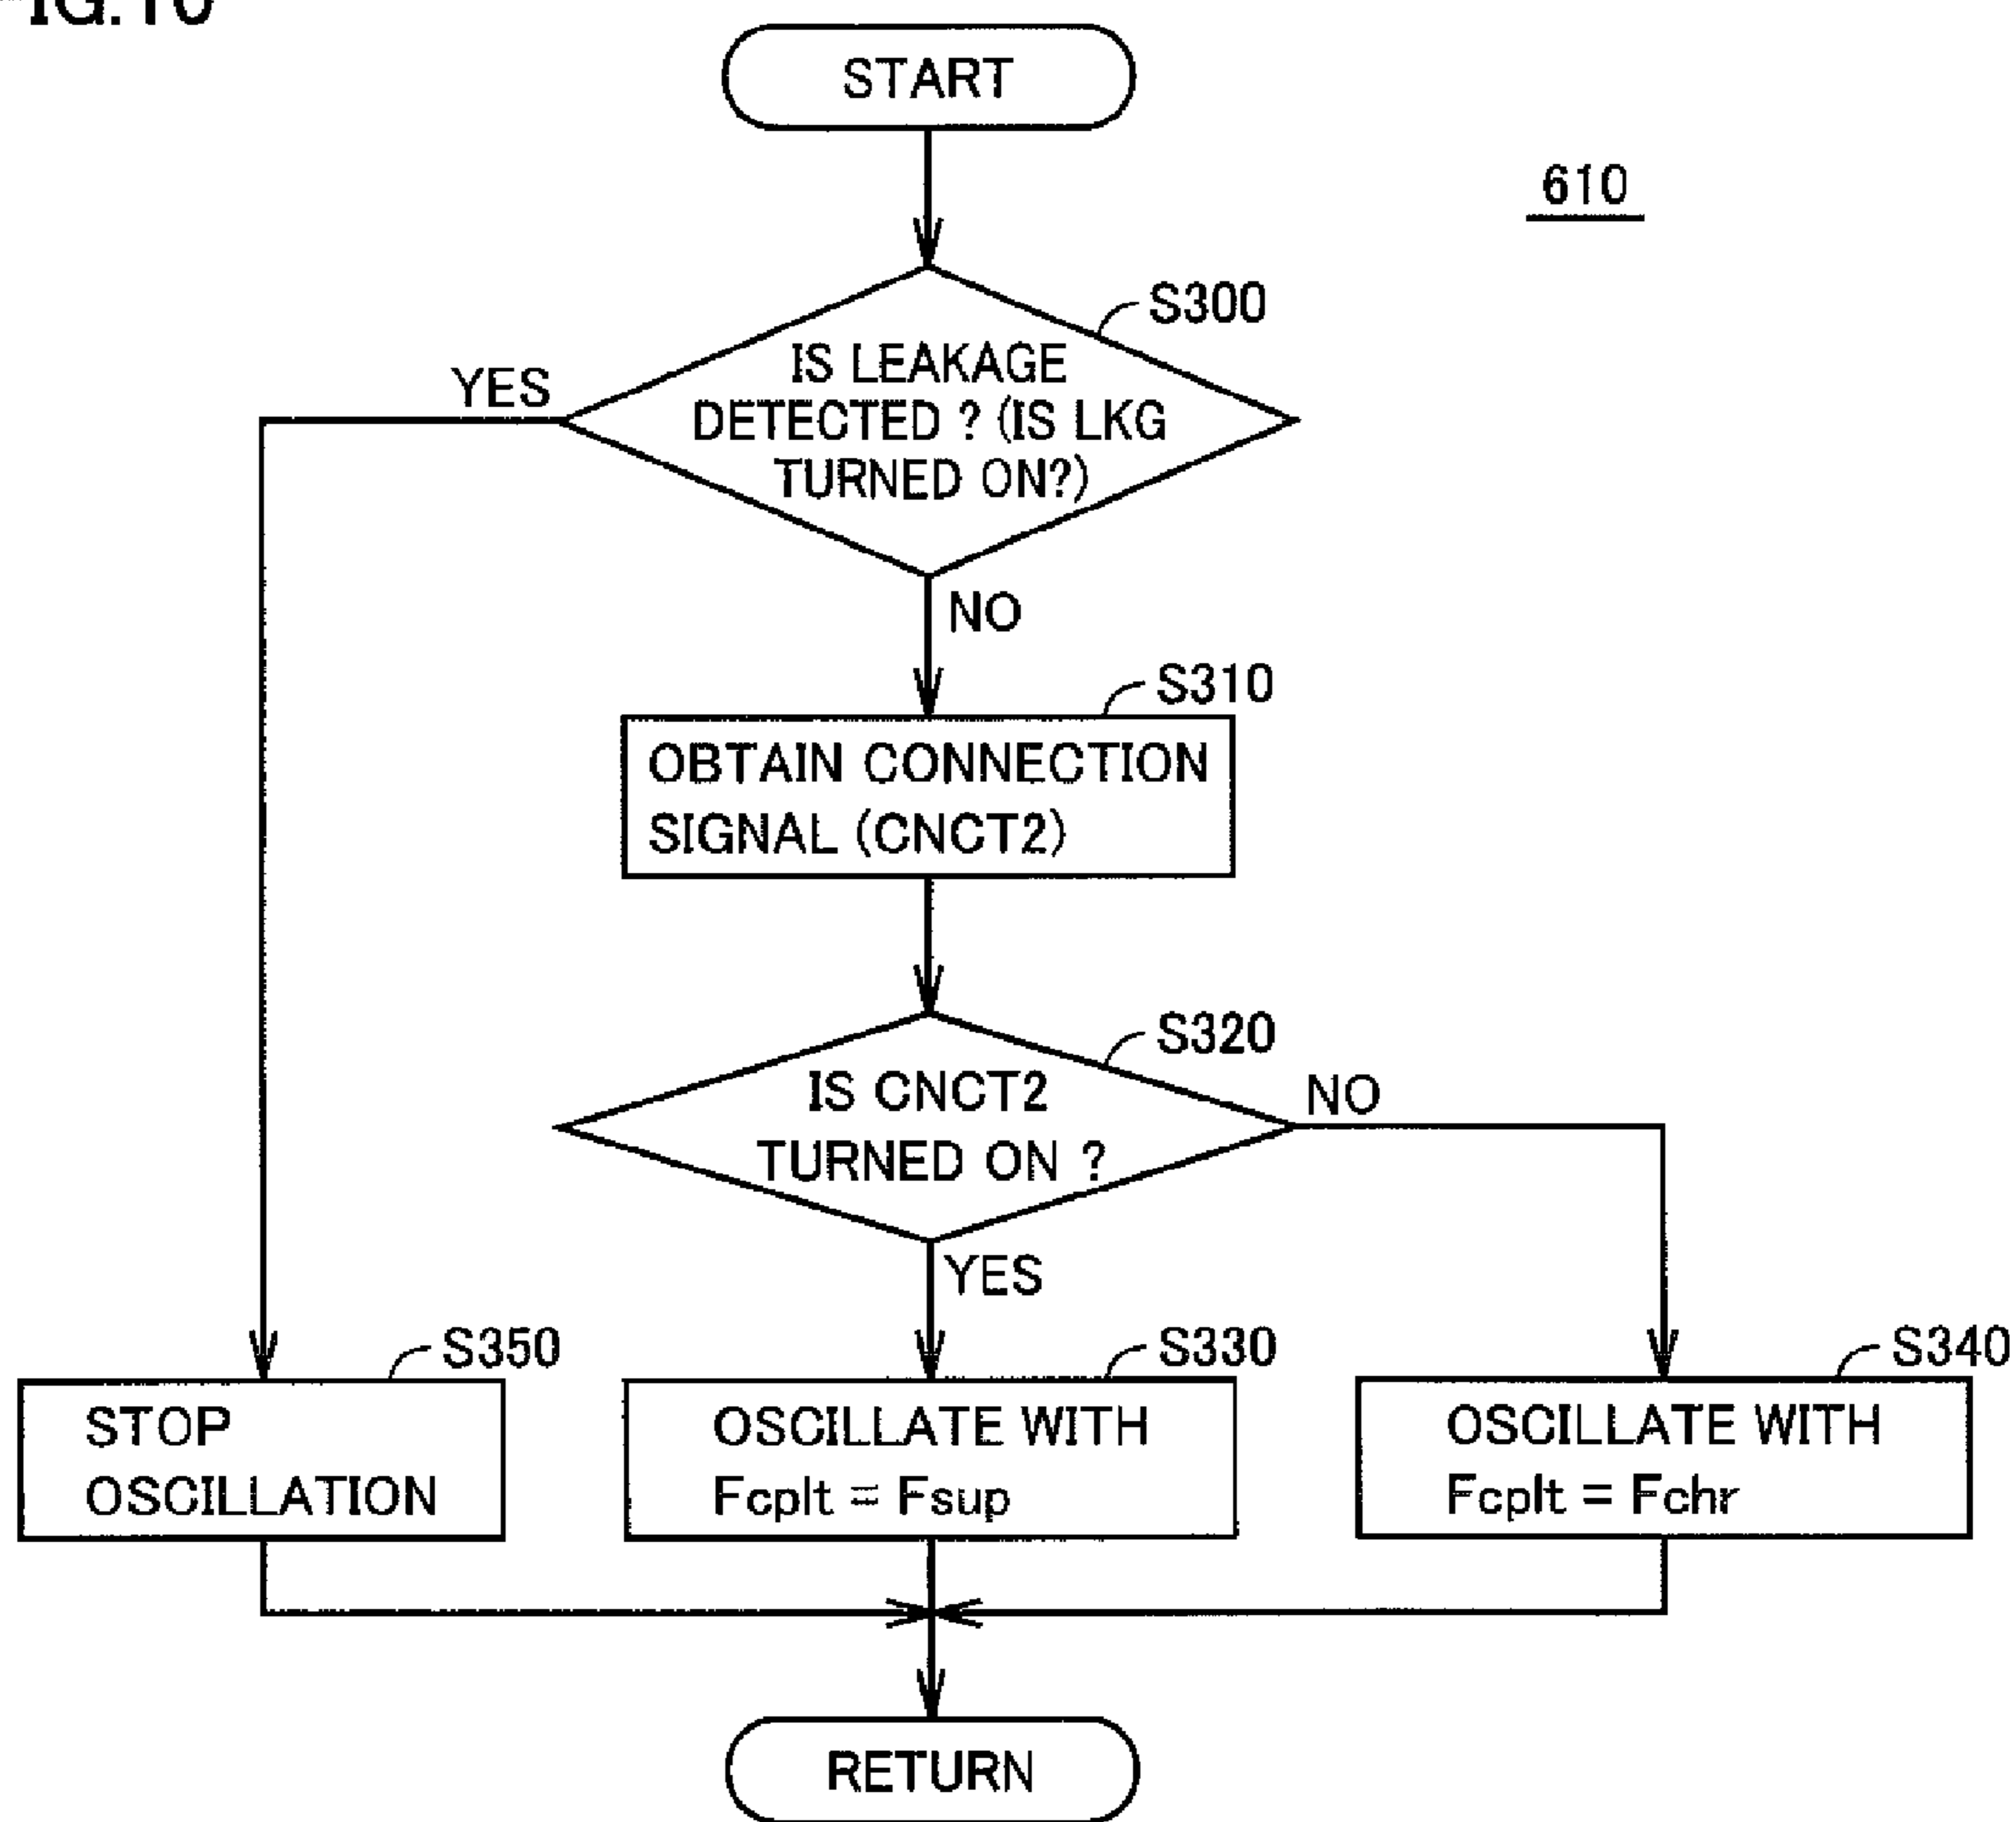 FIG.10
START
610
S300
IS LEAKAGE
DETECTED ? (IS LKG
TURNED ON?)
YES
NO
S310
OBTAIN CONNECTION
SIGNAL (CNCT2)
S320
IS CNCT2
TURNED ON ?
NO
YES
S350
STOP
OSCILLATION
S330
OSCILLATE WITH
Fcplt = Fsup
S340
OSCILLATE WITH
Fcplt = Fchr
RETURN